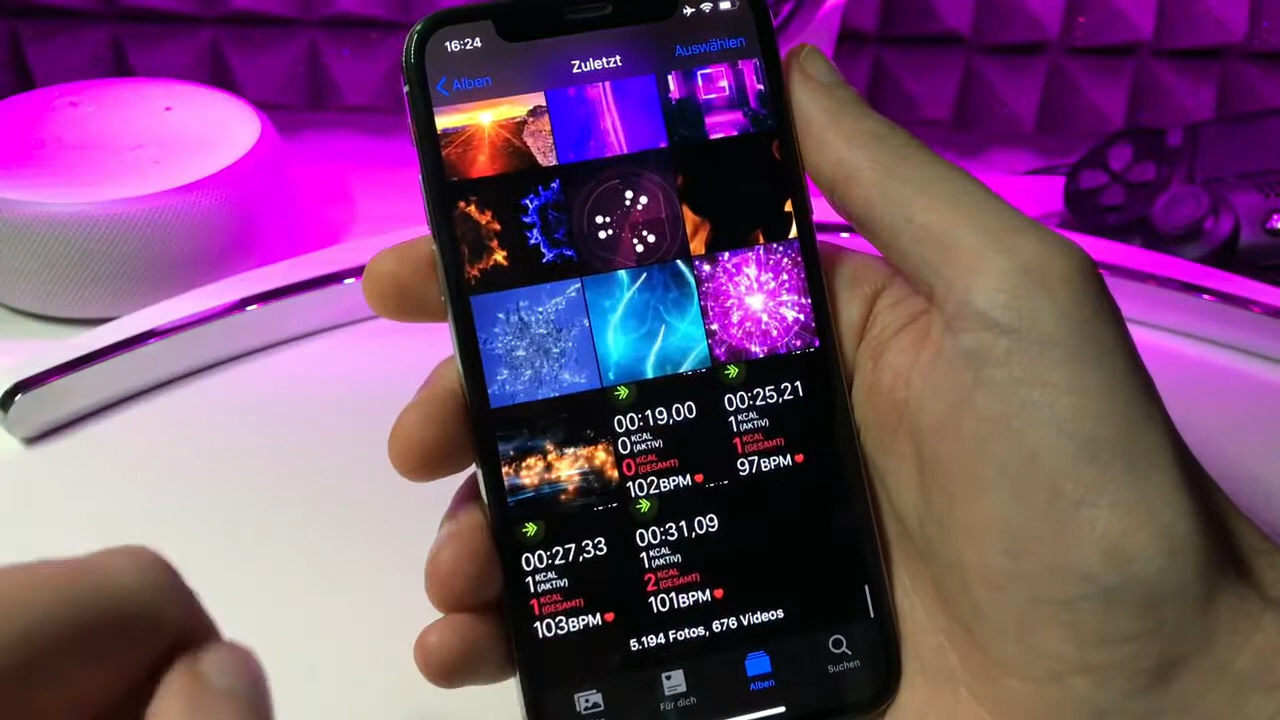 16:24
Zuletzt
Auswählen
Alben
00:19,00
0 KCAL (AKTIV)
0 KCAL (GESAMT)
102BPM
00:25,21
1 KCAL (AKTIV)
1 KCAL (GESAMT)
97BPM
00:27,33
1 KCAL (AKTIV)
1 KCAL (GESAMT)
103BPM
00:31,09
1 KCAL (AKTIV)
2 KCAL (GESAMT)
101BPM
5.194 Fotos, 676 Videos
Für dich
Alben
Suchen